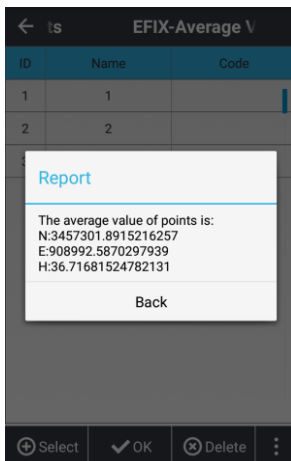 ts EFIX-Average V
ID Name Code
1 1
2 2
3
Report
The average value of points is:
N:3457301.8915216257
E:908992.5870297939
H:36.71681524782131
Back
Select OK Delete